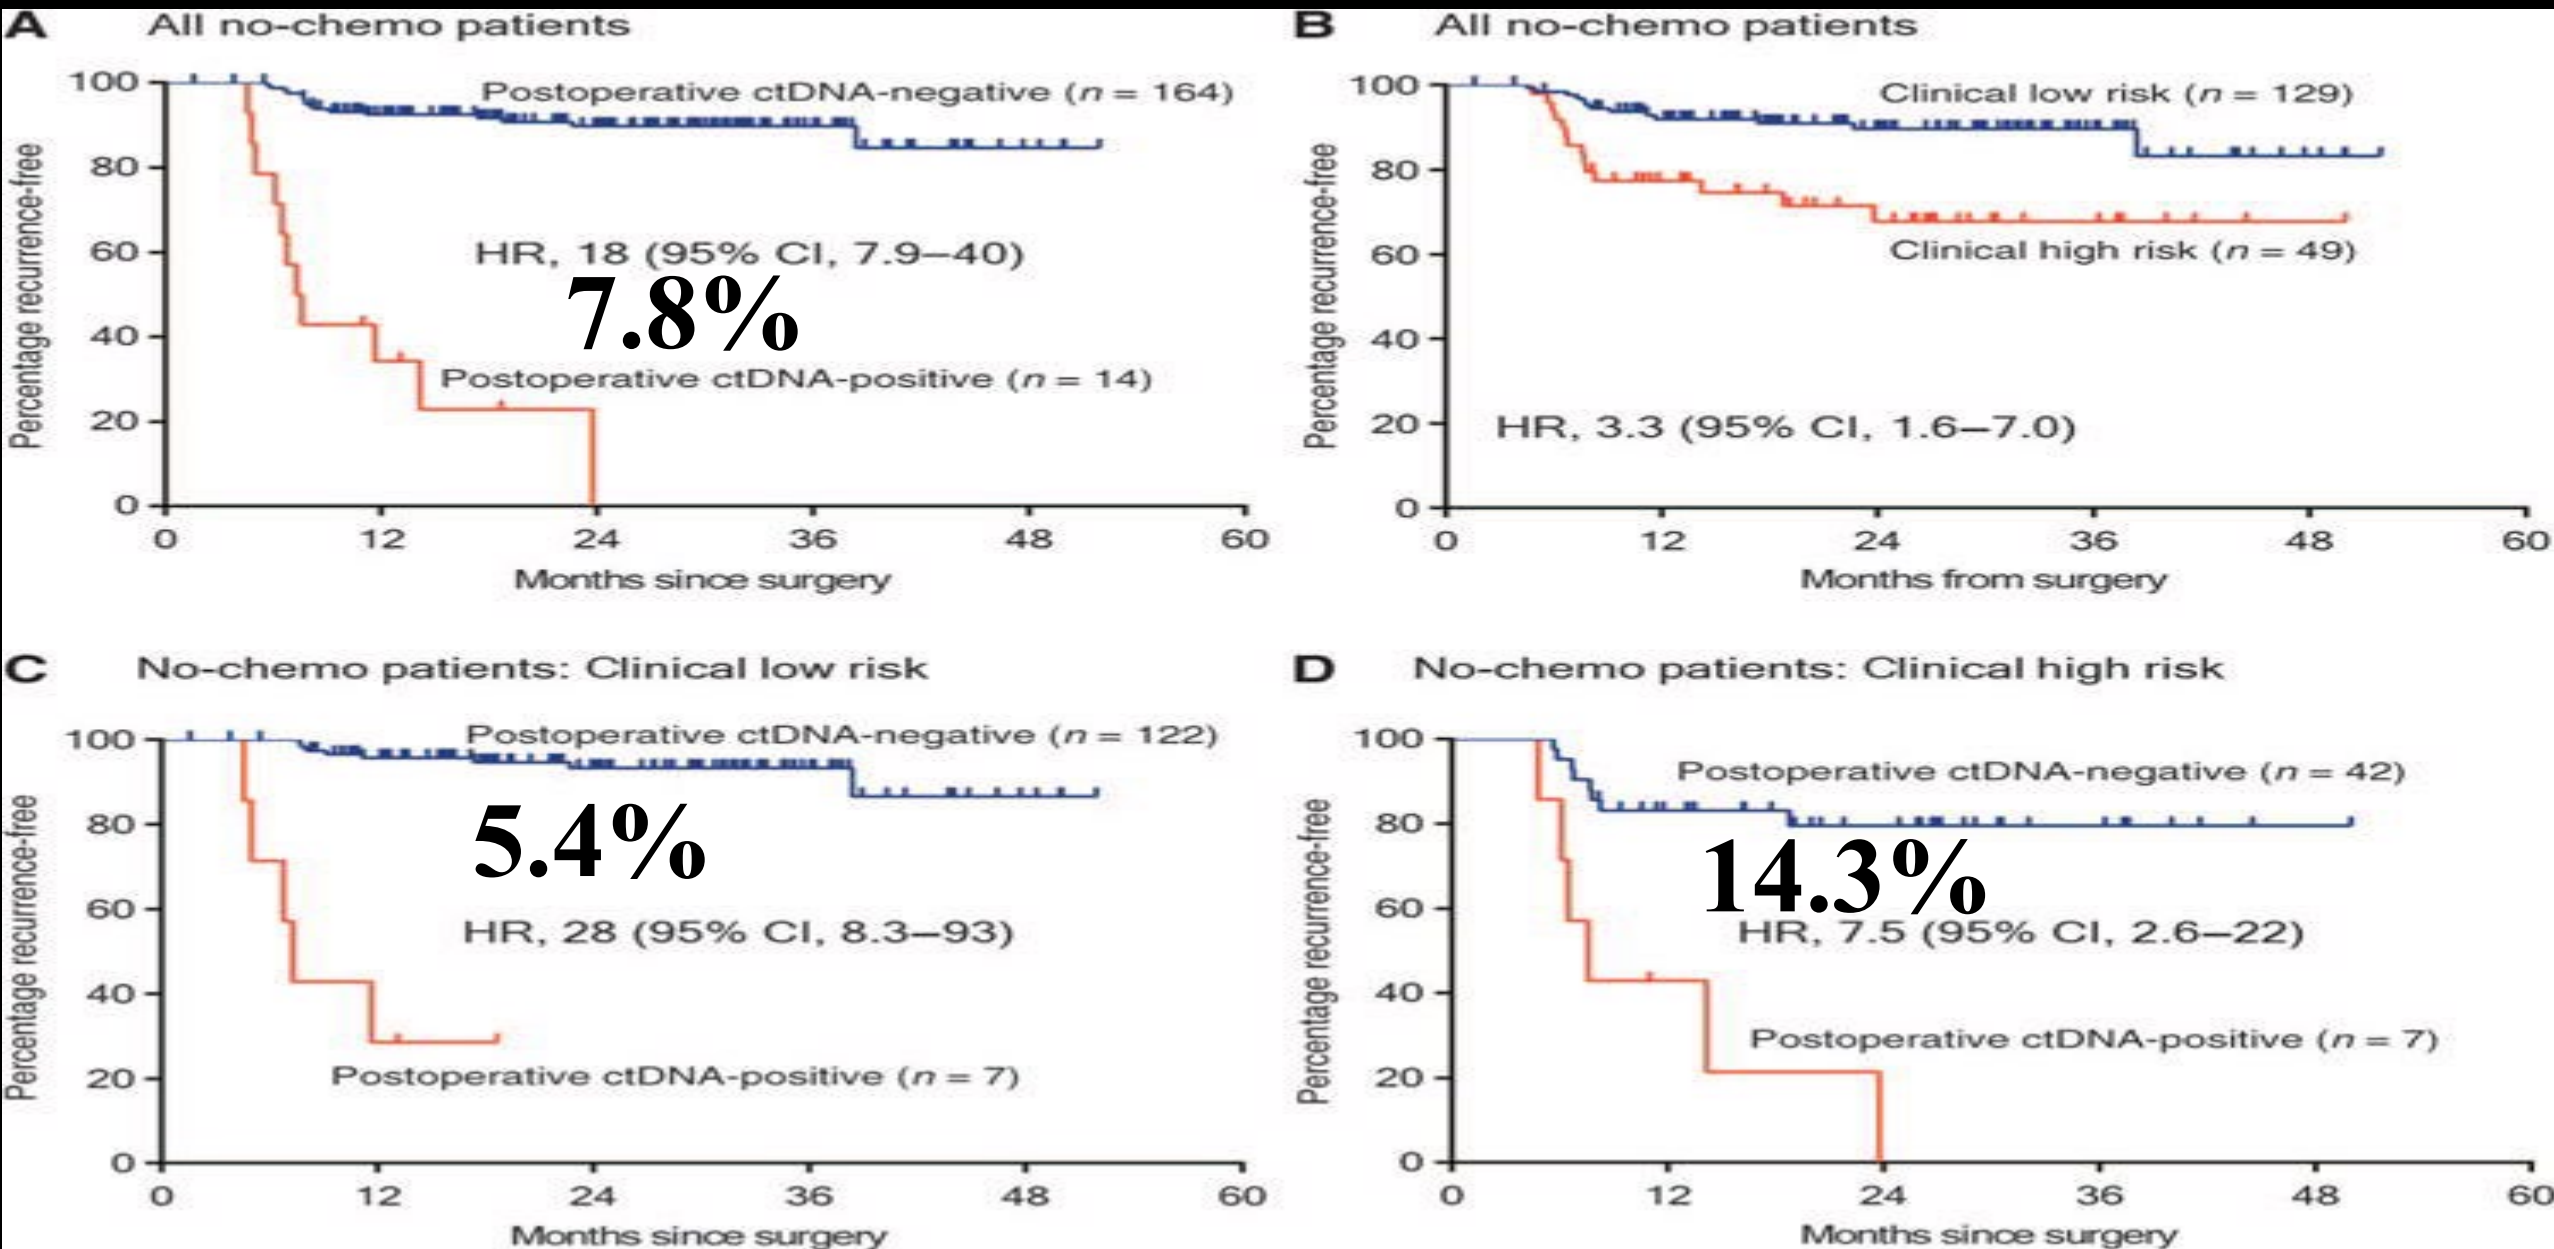 A All no-chemo patients
100
80
60
40
20
0
Percentage recurrence-free
Postoperative ctDNA-negative (n = 164)
HR, 18 (95% CI, 7.9–40)
7.8%
Postoperative ctDNA-positive (n = 14)
0 12 24 36 48 60
Months since surgery
B All no-chemo patients
100
80
60
40
20
0
Percentage recurrence-free
Clinical low risk (n = 129)
Clinical high risk (n = 49)
HR, 3.3 (95% CI, 1.6–7.0)
0 12 24 36 48 60
Months from surgery
C No-chemo patients: Clinical low risk
100
80
60
40
20
0
Percentage recurrence-free
Postoperative ctDNA-negative (n = 122)
5.4%
HR, 28 (95% CI, 8.3–93)
Postoperative ctDNA-positive (n = 7)
0 12 24 36 48 60
Months since surgery
D No-chemo patients: Clinical high risk
100
80
60
40
20
0
Percentage recurrence-free
Postoperative ctDNA-negative (n = 42)
14.3%
HR, 7.5 (95% CI, 2.6–22)
Postoperative ctDNA-positive (n = 7)
0 12 24 36 48 60
Months since surgery